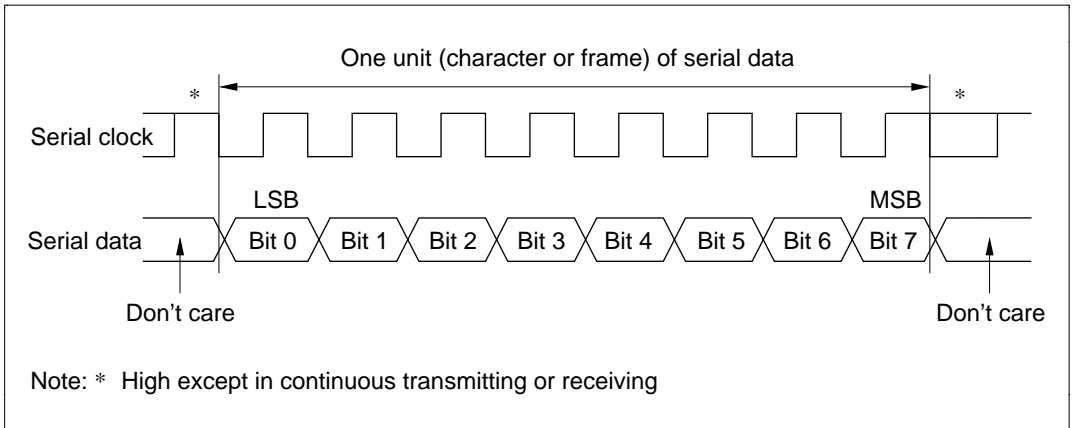 One unit (character or frame) of serial data
* *
Serial clock
LSB MSB
Serial data Bit 0 Bit 1 Bit 2 Bit 3 Bit 4 Bit 5 Bit 6 Bit 7
Don't care Don't care
Note: * High except in continuous transmitting or receiving